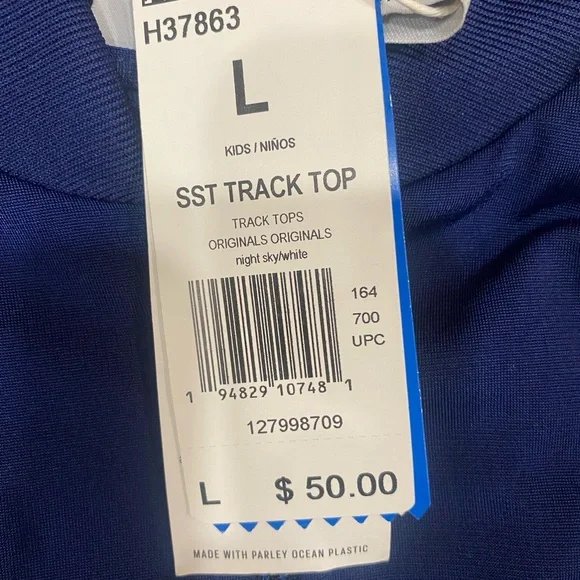 H37863
L
KIDS / NIÑOS
SST TRACK TOP
TRACK TOPS
ORIGINALS ORIGINALS
night sky/white
164
700
UPC
1 94829 10748 1
127998709
L $ 50.00
MADE WITH PARLEY OCEAN PLASTIC